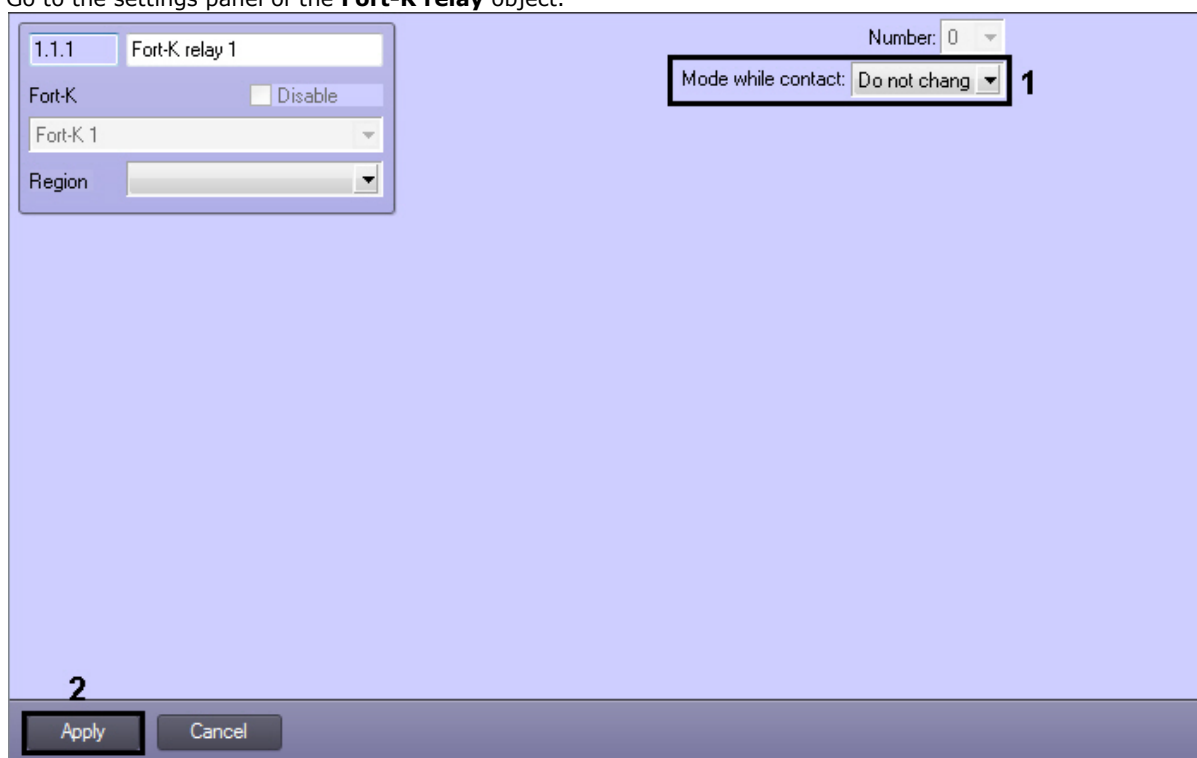 Go to the settings panel of the Fort-K relay object.
1.1.1 Fort-K relay 1
Number: 0
Mode while contact: Do not chang 1
Fort-K Disable
Fort-K 1
Region
2
Apply Cancel